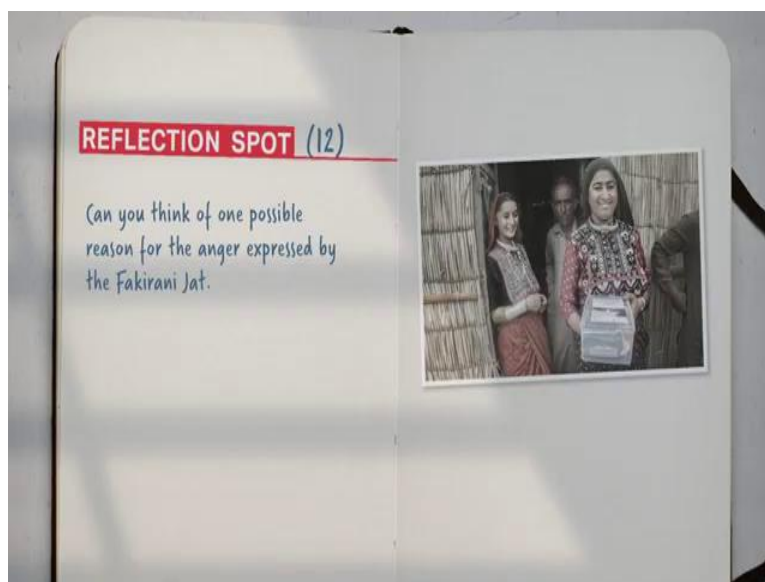 REFLECTION SPOT (12)
Can you think of one possible
reason for the anger expressed by
the Fakirani Jat.